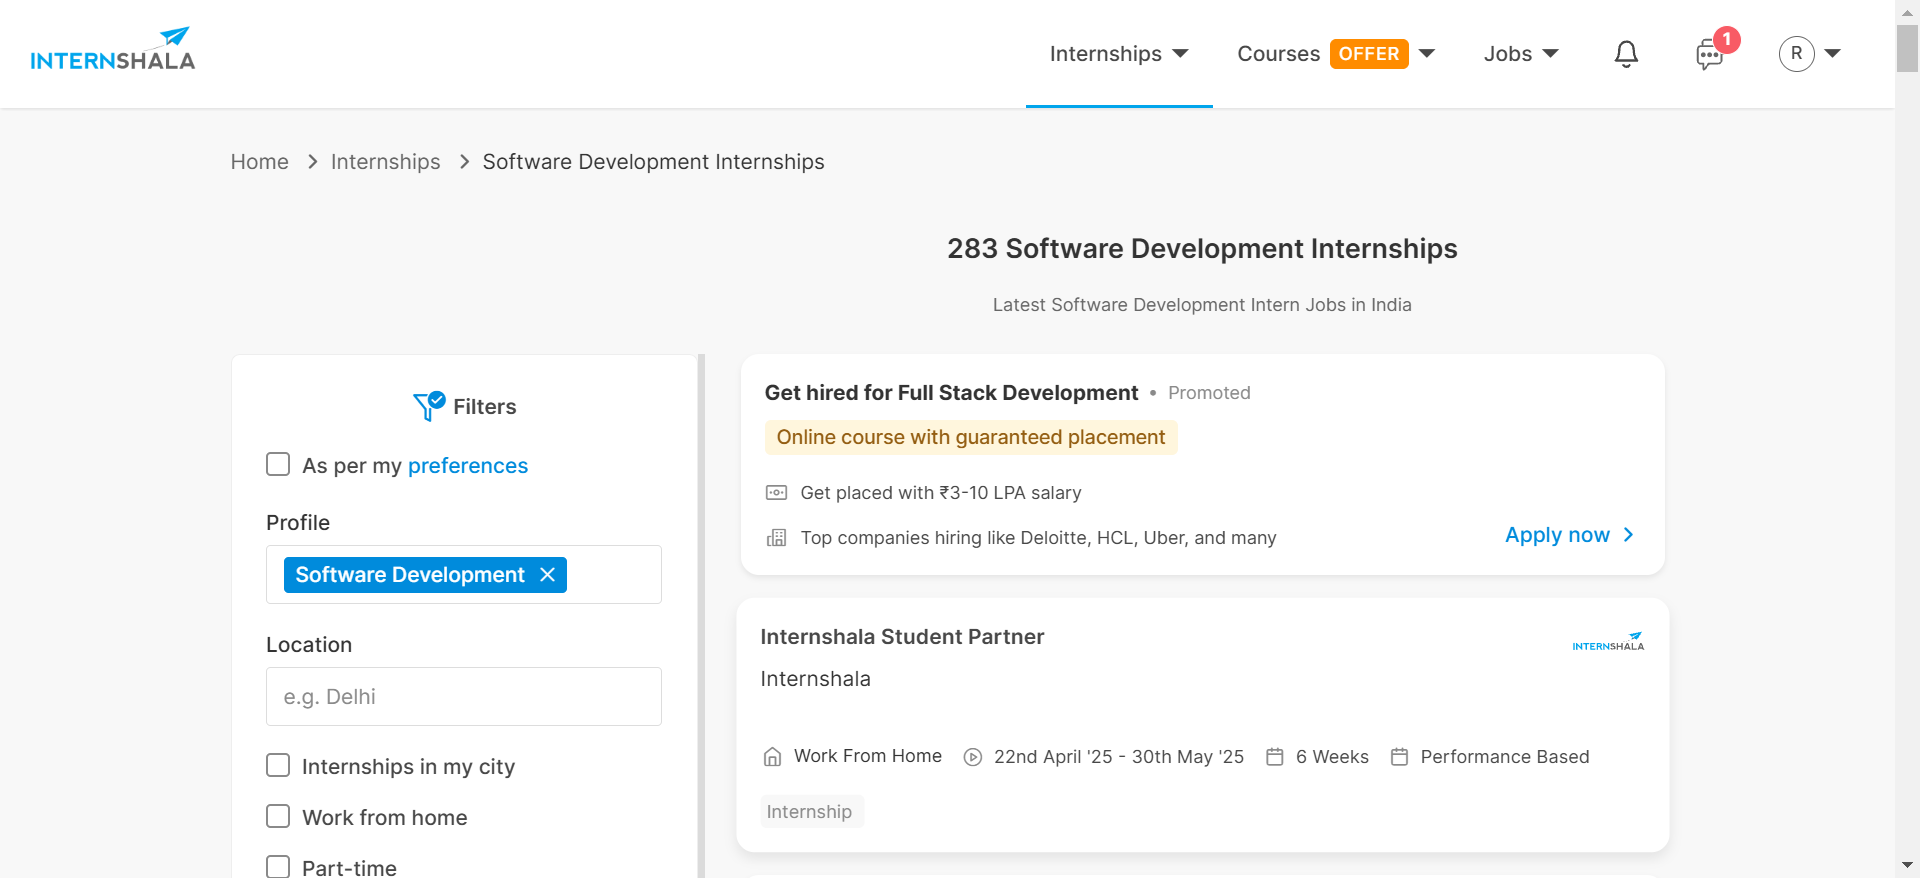 INTERNSHALA
Internships
Courses OFFER
Jobs
1
R
Home > Internships > Software Development Internships
283 Software Development Internships
Latest Software Development Intern Jobs in India
Filters
As per my preferences
Profile
Software Development ×
Location
e.g. Delhi
Internships in my city
Work from home
Part-time
Get hired for Full Stack Development • Promoted
Online course with guaranteed placement
Get placed with ₹3-10 LPA salary
Top companies hiring like Deloitte, HCL, Uber, and many
Apply now >
Internshala Student Partner
INTERNSHALA
Internshala
Work From Home
22nd April '25 - 30th May '25
6 Weeks
Performance Based
Internship